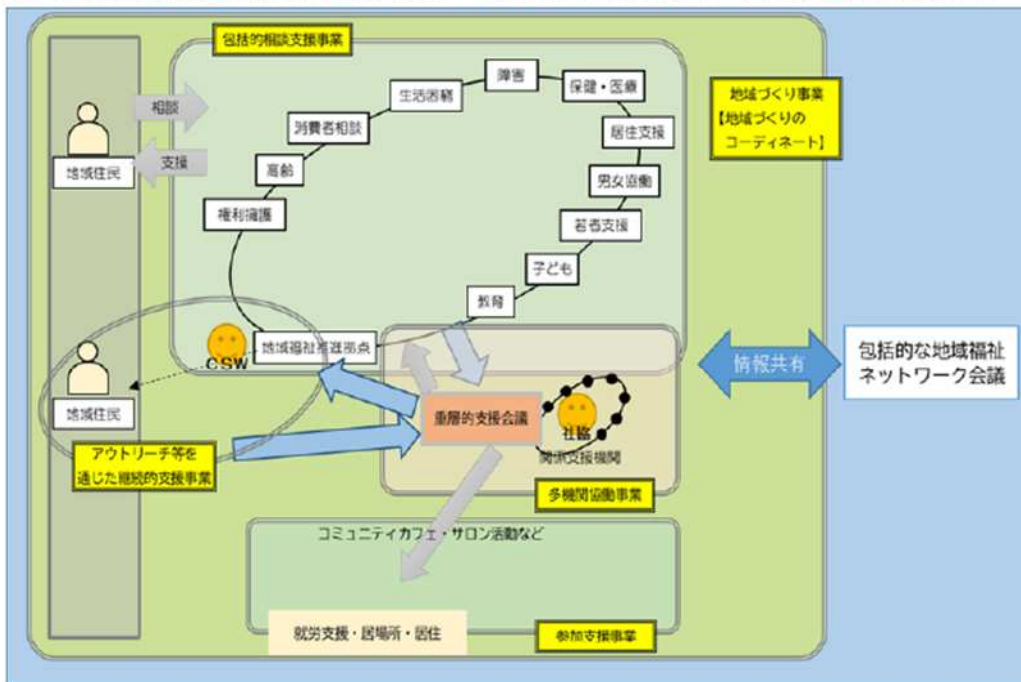 包括的相談支援事業
障害
生活困窮
保健・医療
相談
消費者相談
居住支援
地域づくり事業
【地域づくりの
コーディネート】
支援
地域住民
高齢
男女協働
権利擁護
若者支援
子ども
教育
CSW
地域福祉推進拠点
情報共有
包括的な地域福祉
ネットワーク会議
地域住民
重層的支援会議
社協
関係支援機関
アウトリーチ等を
通じた継続的支援事業
多機関協働事業
コミュニティカフェ・サロン活動など
就労支援・居場所・居住
参加支援事業